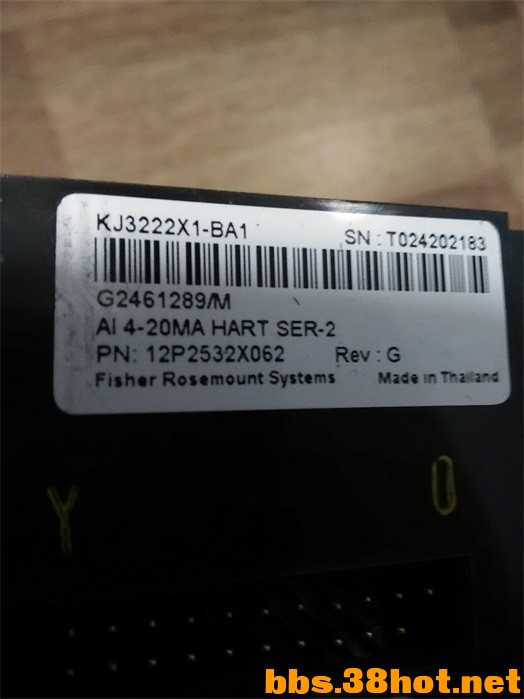 KJ3222X1-BA1 SN : T024202183
G2461289/M
AI 4-20MA HART SER-2
PN: 12P2532X062 Rev : G
Fisher Rosemount Systems Made in Thailand
Y 0
bbs.38hot.net